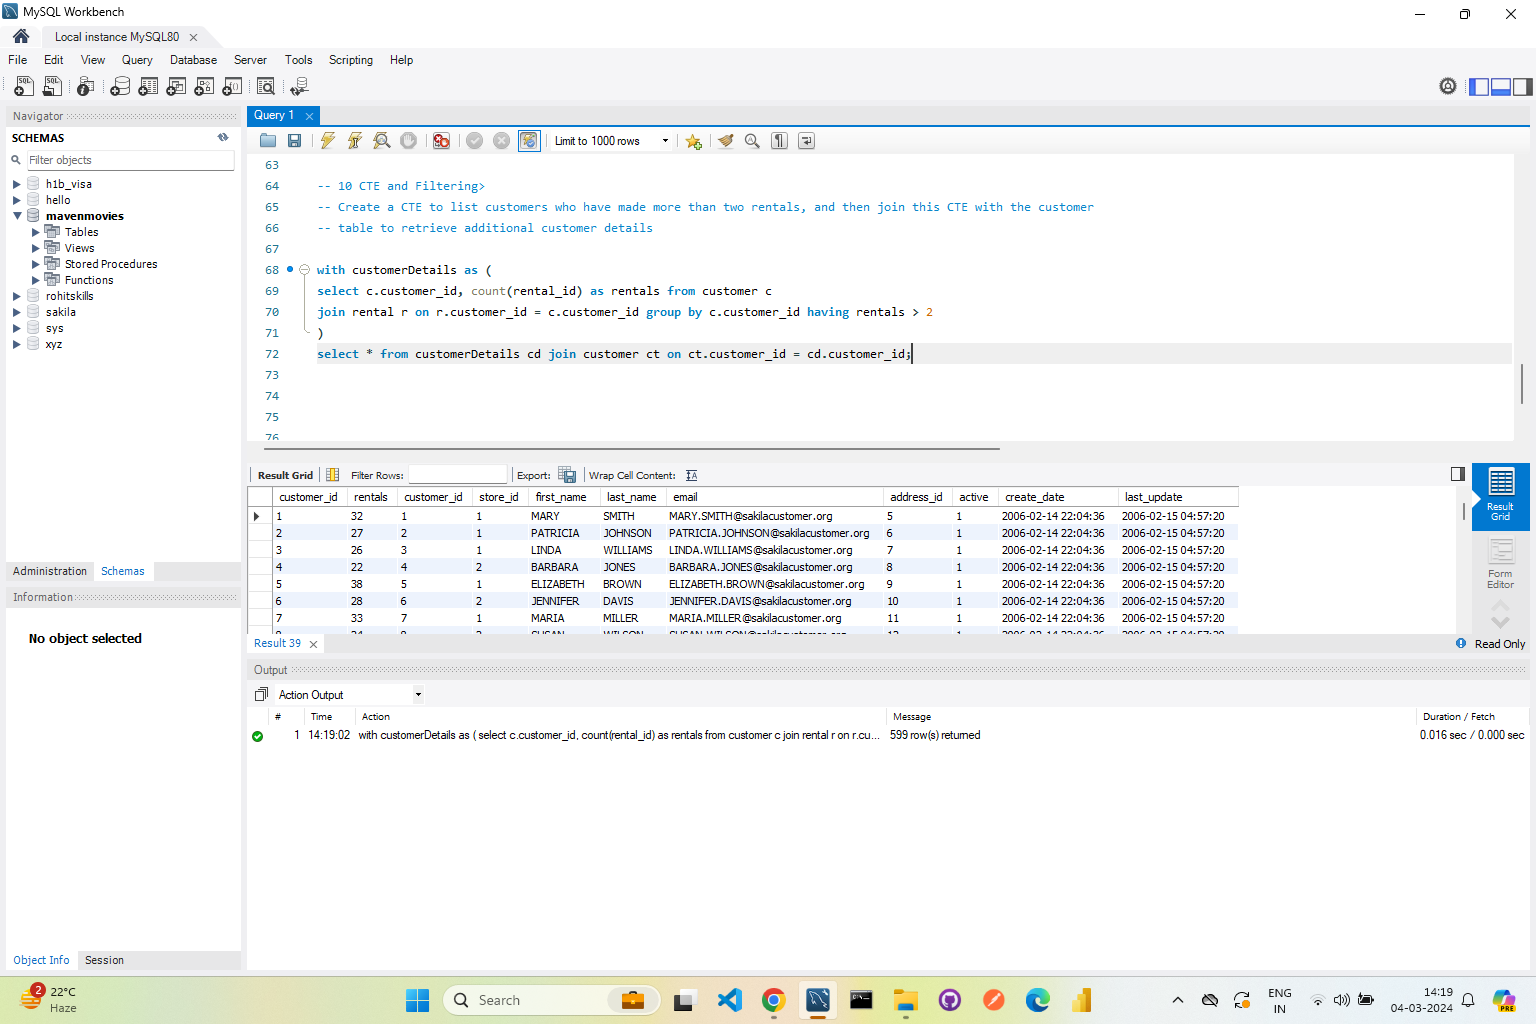 MySQL Workbench
Local instance MySQL80
File Edit View Query Database Server Tools Scripting Help
Navigator
SCHEMAS
Filter objects
h1b_visa
hello
mavenmovies
Tables
Views
Stored Procedures
Functions
rohitskills
sakila
sys
xyz
Administration Schemas
Information
No object selected
Object Info Session
Query 1
Limit to 1000 rows
63
64 -- 10 CTE and Filtering>
65 -- Create a CTE to list customers who have made more than two rentals, and then join this CTE with the customer
66 -- table to retrieve additional customer details
67
68 with customerDetails as (
69 select c.customer_id, count(rental_id) as rentals from customer c
70 join rental r on r.customer_id = c.customer_id group by c.customer_id having rentals > 2
71 )
72 select * from customerDetails cd join customer ct on ct.customer_id = cd.customer_id;
73
74
75
76
Result Grid Filter Rows: Export: Wrap Cell Content:
customer_id rentals customer_id store_id first_name last_name email address_id active create_date last_update
1 32 1 1 MARY SMITH MARY.SMITH@sakilacustomer.org 5 1 2006-02-14 22:04:36 2006-02-15 04:57:20
2 27 2 1 PATRICIA JOHNSON PATRICIA.JOHNSON@sakilacustomer.org 6 1 2006-02-14 22:04:36 2006-02-15 04:57:20
3 26 3 1 LINDA WILLIAMS LINDA.WILLIAMS@sakilacustomer.org 7 1 2006-02-14 22:04:36 2006-02-15 04:57:20
4 22 4 2 BARBARA JONES BARBARA.JONES@sakilacustomer.org 8 1 2006-02-14 22:04:36 2006-02-15 04:57:20
5 38 5 1 ELIZABETH BROWN ELIZABETH.BROWN@sakilacustomer.org 9 1 2006-02-14 22:04:36 2006-02-15 04:57:20
6 28 6 2 JENNIFER DAVIS JENNIFER.DAVIS@sakilacustomer.org 10 1 2006-02-14 22:04:36 2006-02-15 04:57:20
7 33 7 1 MARIA MILLER MARIA.MILLER@sakilacustomer.org 11 1 2006-02-14 22:04:36 2006-02-15 04:57:20
Result Grid
Form Editor
Result 39
Read Only
Output
Action Output
# Time Action Message Duration / Fetch
1 14:19:02 with customerDetails as ( select c.customer_id, count(rental_id) as rentals from customer c join rental r on r.cu... 599 row(s) returned 0.016 sec / 0.000 sec
2
22°C
Haze
Search
ENG
IN
14:19
04-03-2024
PRE